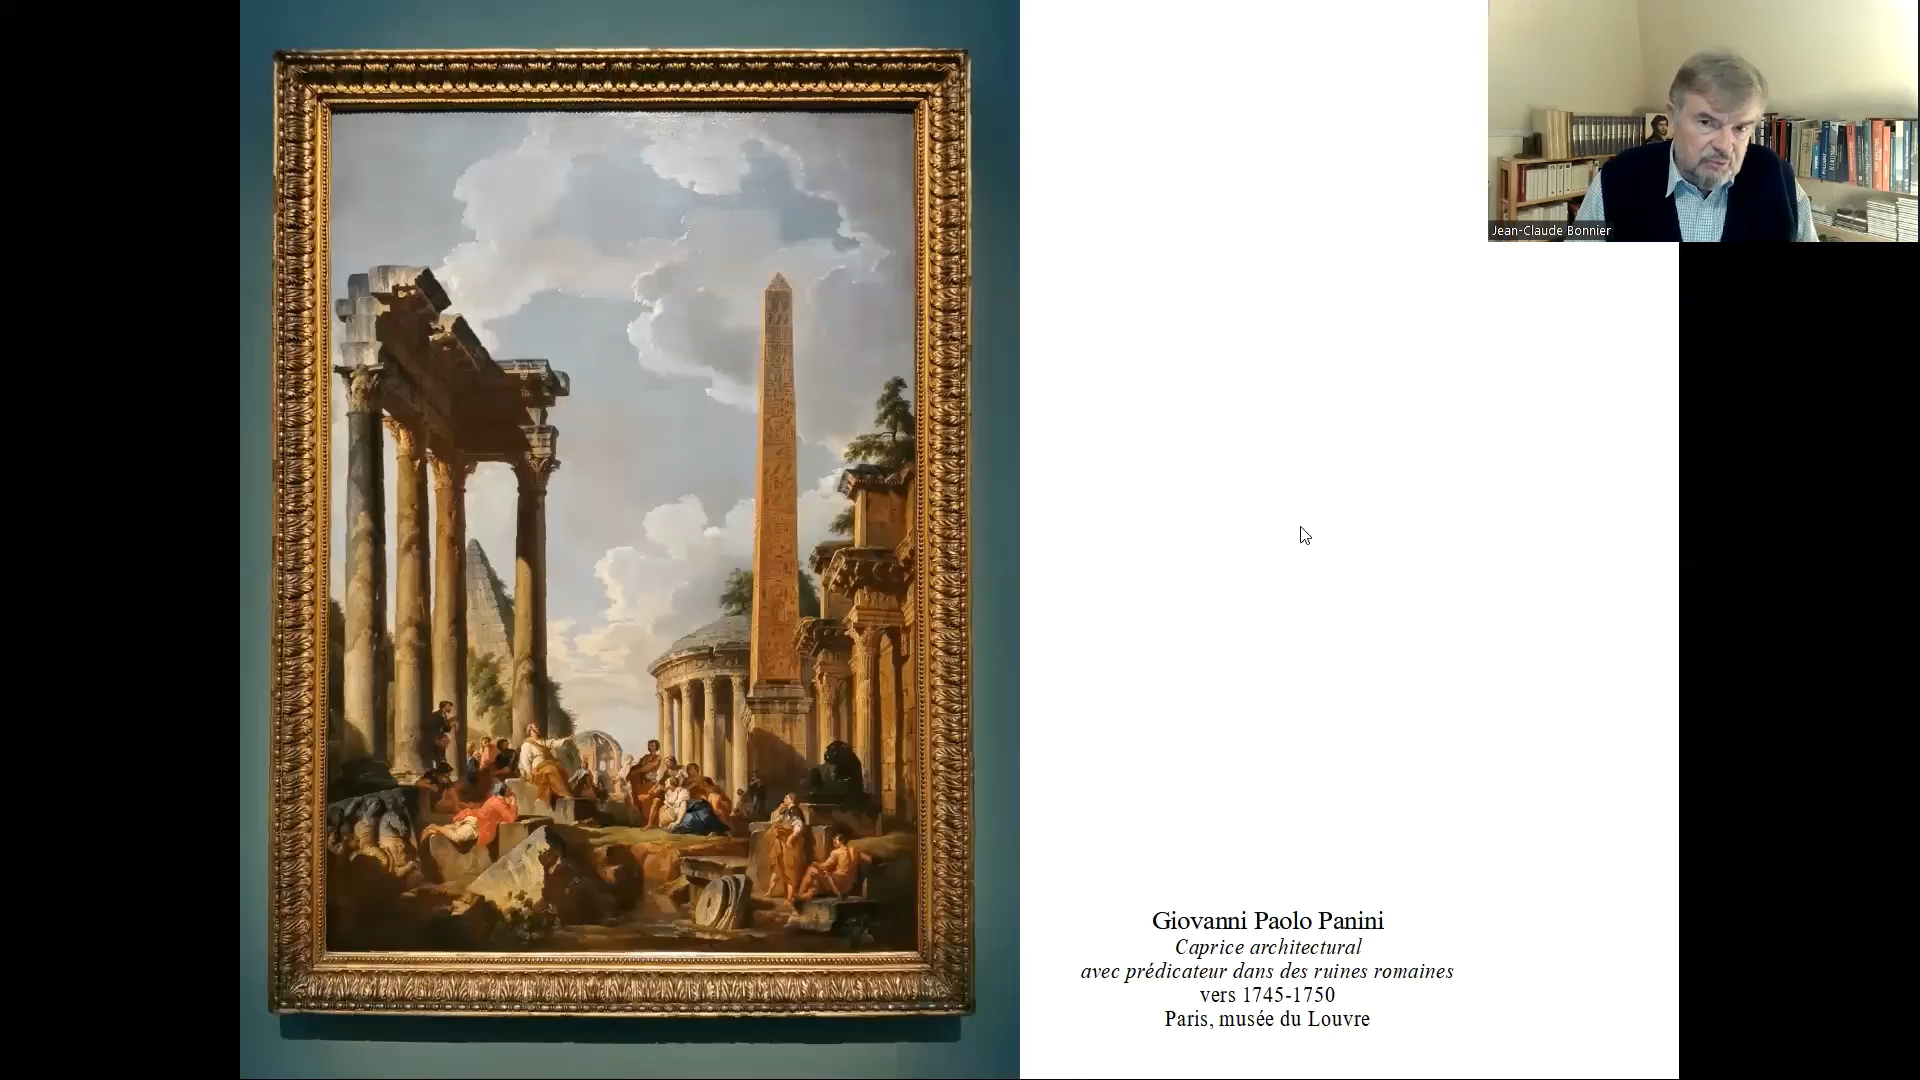 Jean-Claude Bonnier
Giovanni Paolo Panini
Caprice architectural
avec prédicateur dans des ruines romaines
vers 1745-1750
Paris, musée du Louvre